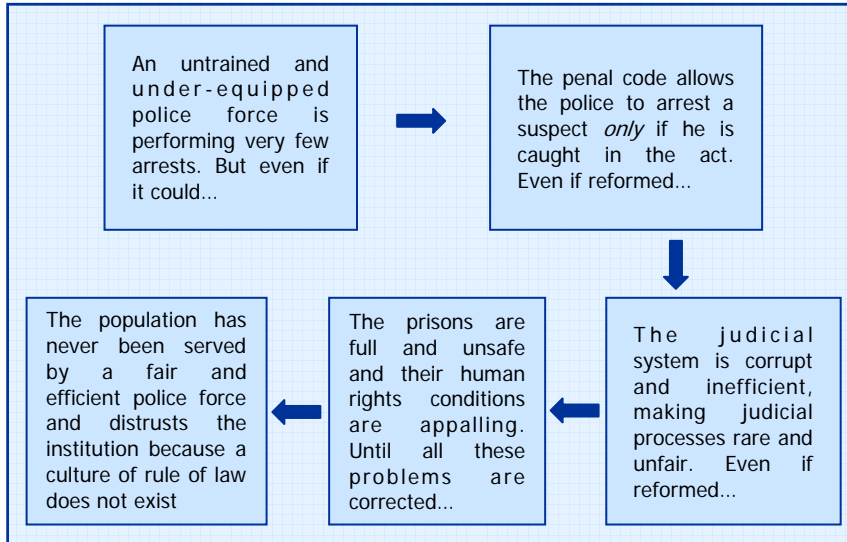 An untrained and
under-equipped
police force is
performing very few
arrests. But even if
it could...
The penal code allows
the police to arrest a
suspect only if he is
caught in the act.
Even if reformed...
The judicial
system is corrupt
and inefficient,
making judicial
processes rare and
unfair. Even if
reformed...
The prisons are
full and unsafe
and their human
rights conditions
are appalling.
Until all these
problems are
corrected...
The population has
never been served
by a fair and
efficient police force
and distrusts the
institution because a
culture of rule of law
does not exist